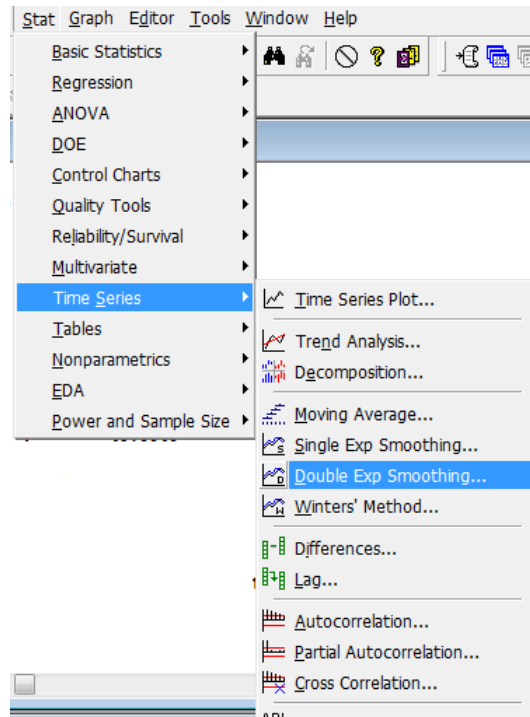 Stat Graph Editor Tools Window Help
Basic Statistics
Regression
ANOVA
DOE
Control Charts
Quality Tools
Reliability/Survival
Multivariate
Time Series
Tables
Nonparametrics
EDA
Power and Sample Size
Time Series Plot...
Trend Analysis...
Decomposition...
Moving Average...
Single Exp Smoothing...
Double Exp Smoothing...
Winters' Method...
Differences...
Lag...
Autocorrelation...
Partial Autocorrelation...
Cross Correlation...